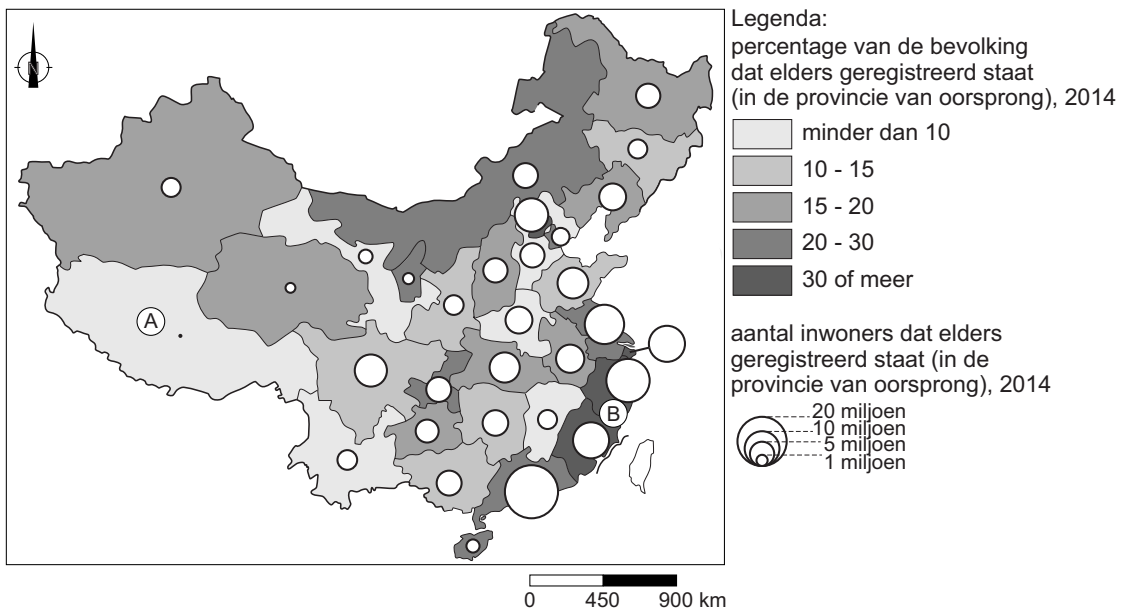 N
A
B
Legenda:
percentage van de bevolking
dat elders geregistreerd staat
(in de provincie van oorsprong), 2014
minder dan 10
10 - 15
15 - 20
20 - 30
30 of meer
aantal inwoners dat elders
geregistreerd staat (in de
provincie van oorsprong), 2014
20 miljoen
10 miljoen
5 miljoen
1 miljoen
0 450 900 km